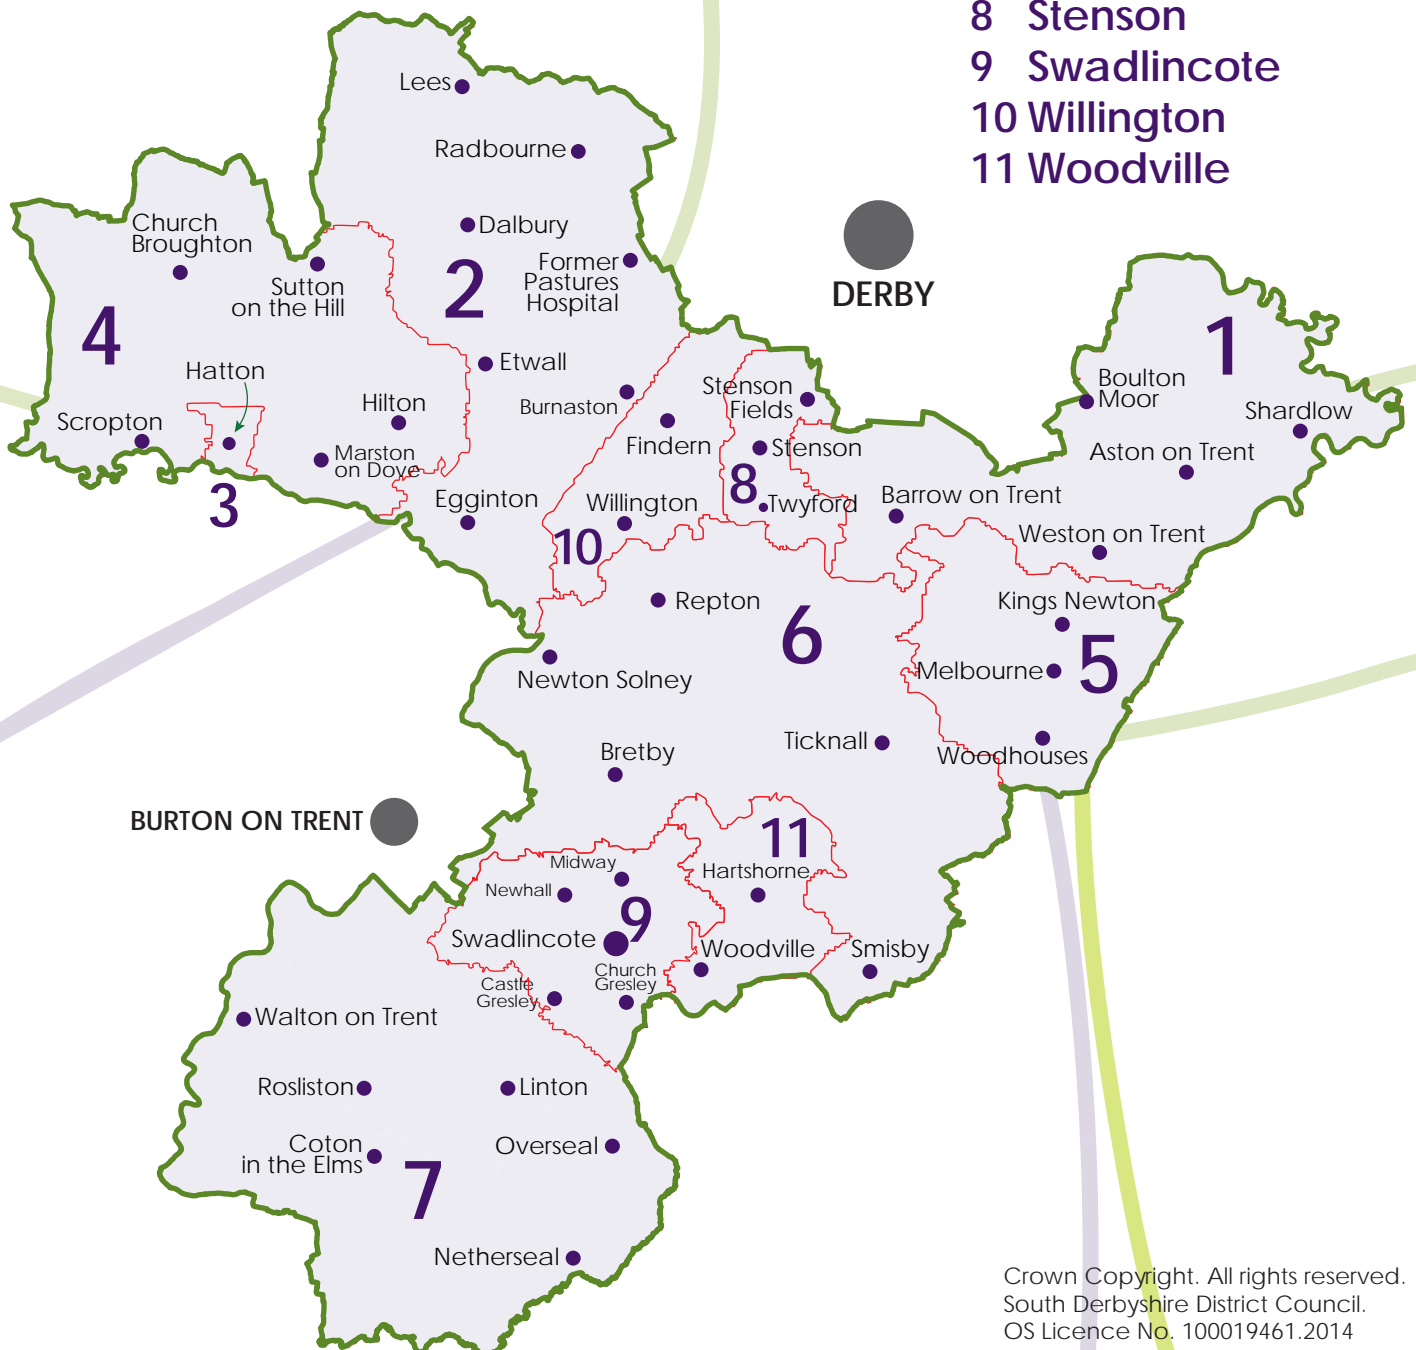 8 Stenson
9 Swadlincote
10 Willington
11 Woodville
Lees
Radbourne
Dalbury
Church
Broughton
2
Former
Pastures
Hospital
Sutton
on the Hill
DERBY
4
1
Etwall
Hatton
Boulton
Moor
Stenson
Fields
Burnaston
Hilton
Shardlow
Scropton
Findern
Stenson
Marston
on Dove
Aston on Trent
8
3
Egginton
Willington
Twyford
Barrow on Trent
Weston on Trent
10
Repton
6
Kings Newton
5
Melbourne
Newton Solney
Ticknall
Bretby
Woodhouses
BURTON ON TRENT
11
Midway
Hartshorne
Newhall
9
Swadlincote
Woodville
Smisby
Church
Gresley
Castle
Gresley
Walton on Trent
Rosliston
Linton
Coton
in the Elms
Overseal
7
Netherseal
Crown Copyright. All rights reserved.
South Derbyshire District Council.
OS Licence No. 100019461.2014